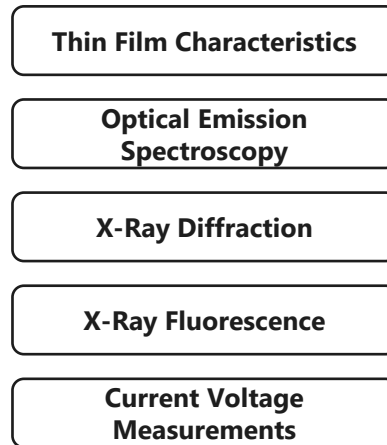 Thin Film Characteristics
Optical Emission
Spectroscopy
X-Ray Diffraction
X-Ray Fluorescence
Current Voltage
Measurements